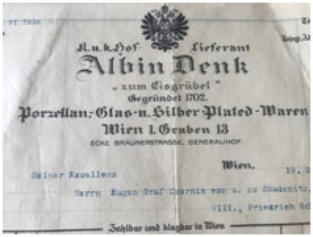 K.u.k. Hof- Lieferant
Albin Denk
„zum Eisgrübel"
Gegründet 1702.
Porzellan,-Glas-u. Silber-Plated-Waren
Wien 1. Graben 13
ECKE BRÄUNERSTRASSE, GENERALIHOF.
Wien,
Seiner Exzellenz
Herrn Eugen Graf Czernin von u. zu Chudenitz,
VIII., Friedrich
Zahlbar und klagbar in Wien